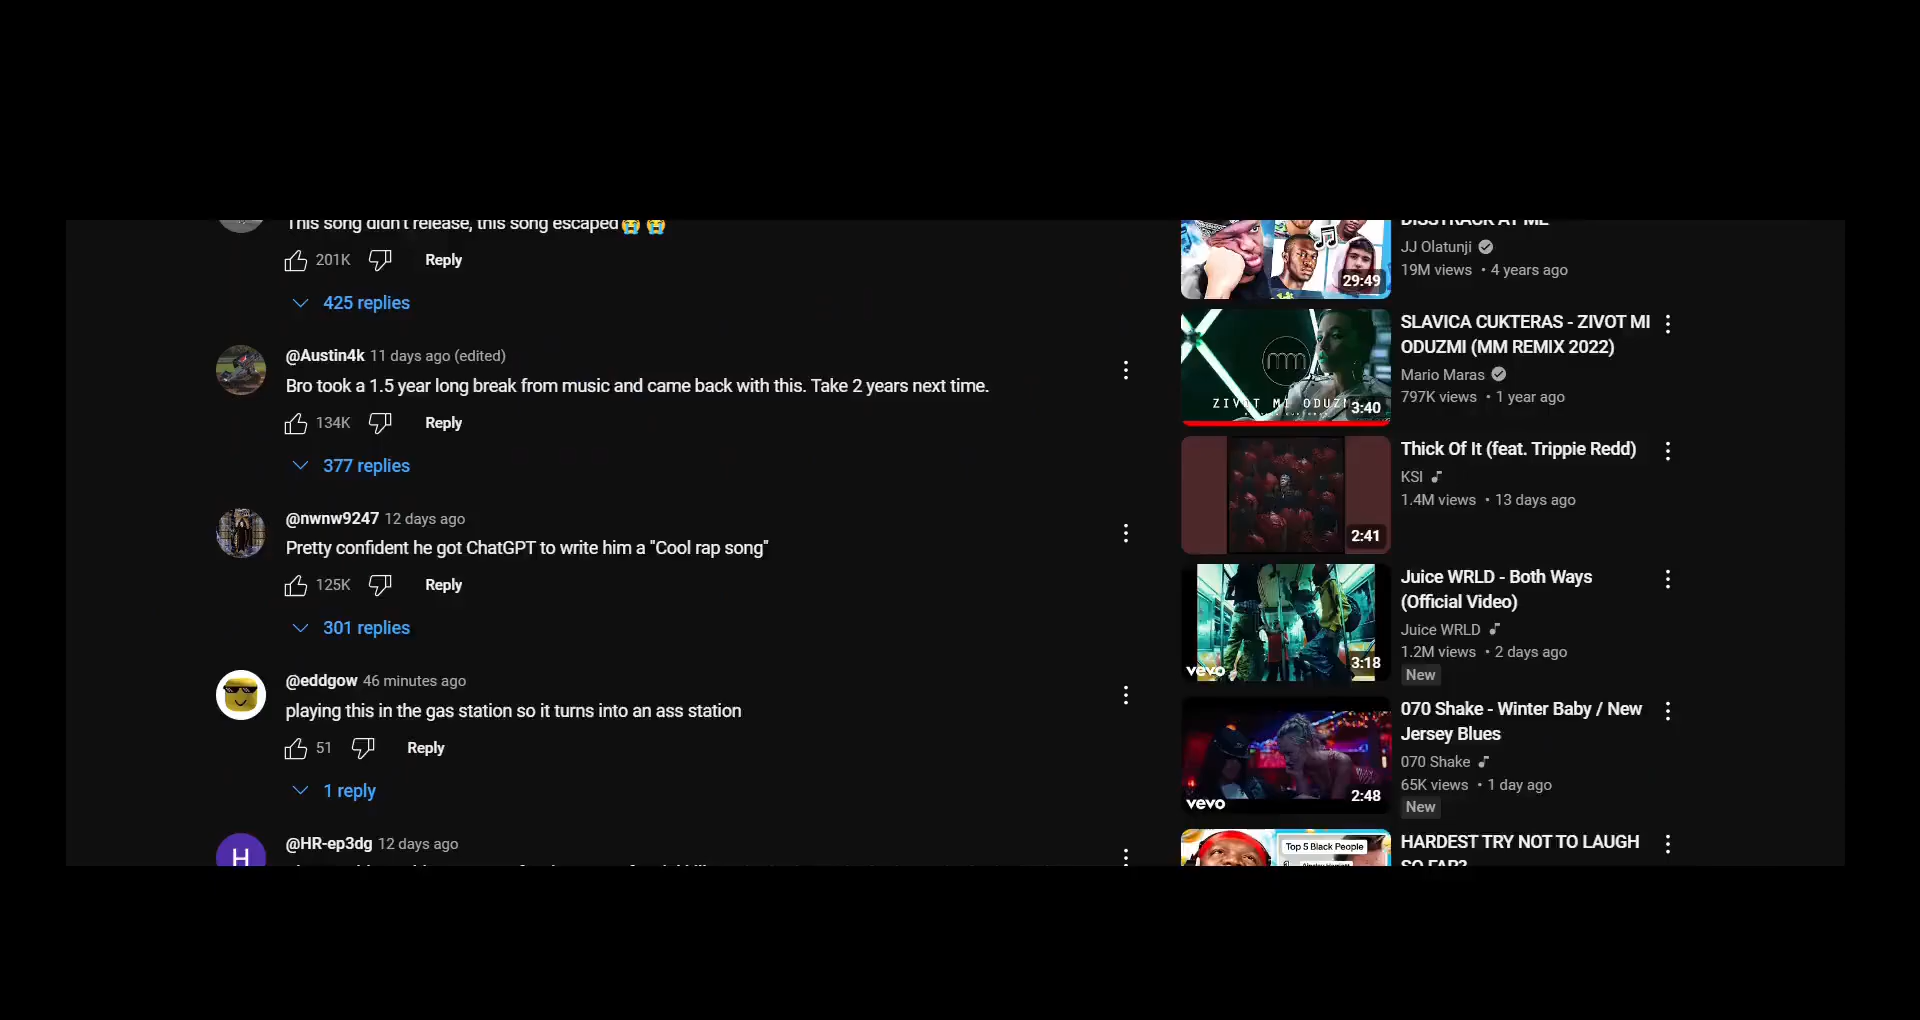 This song didn't release, this song escaped😭 😭
201K Reply
425 replies
@Austin4k 11 days ago (edited)
Bro took a 1.5 year long break from music and came back with this. Take 2 years next time.
134K Reply
377 replies
@nwnw9247 12 days ago
Pretty confident he got ChatGPT to write him a "Cool rap song"
125K Reply
301 replies
@eddgow 46 minutes ago
playing this in the gas station so it turns into an ass station
51 Reply
1 reply
H
@HR-ep3dg 12 days ago
DISSTRACK AT ME
JJ Olatunji
19M views • 4 years ago
29:49
SLAVICA CUKTERAS - ZIVOT MI
ODUZMI (MM REMIX 2022)
Mario Maras
797K views • 1 year ago
mm
ZIVOT MI ODUZMI
3:40
Thick Of It (feat. Trippie Redd)
KSI
1.4M views • 13 days ago
2:41
Juice WRLD - Both Ways
(Official Video)
Juice WRLD
1.2M views • 2 days ago
New
vevo
3:18
070 Shake - Winter Baby / New
Jersey Blues
070 Shake
65K views • 1 day ago
New
vevo
2:48
HARDEST TRY NOT TO LAUGH
SO FAR?
Top 5 Black People